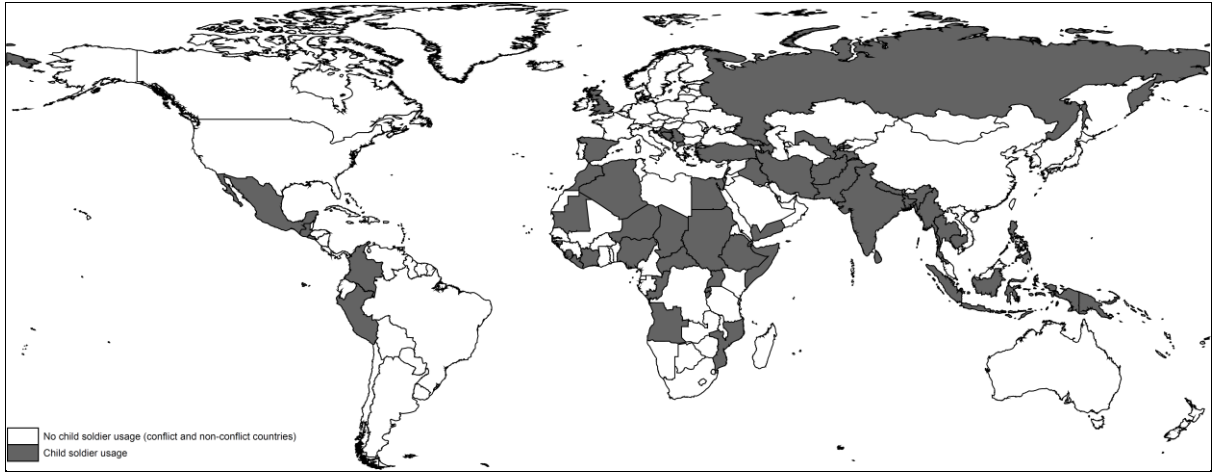 No child soldier usage (conflict and non-conflict countries)
Child soldier usage